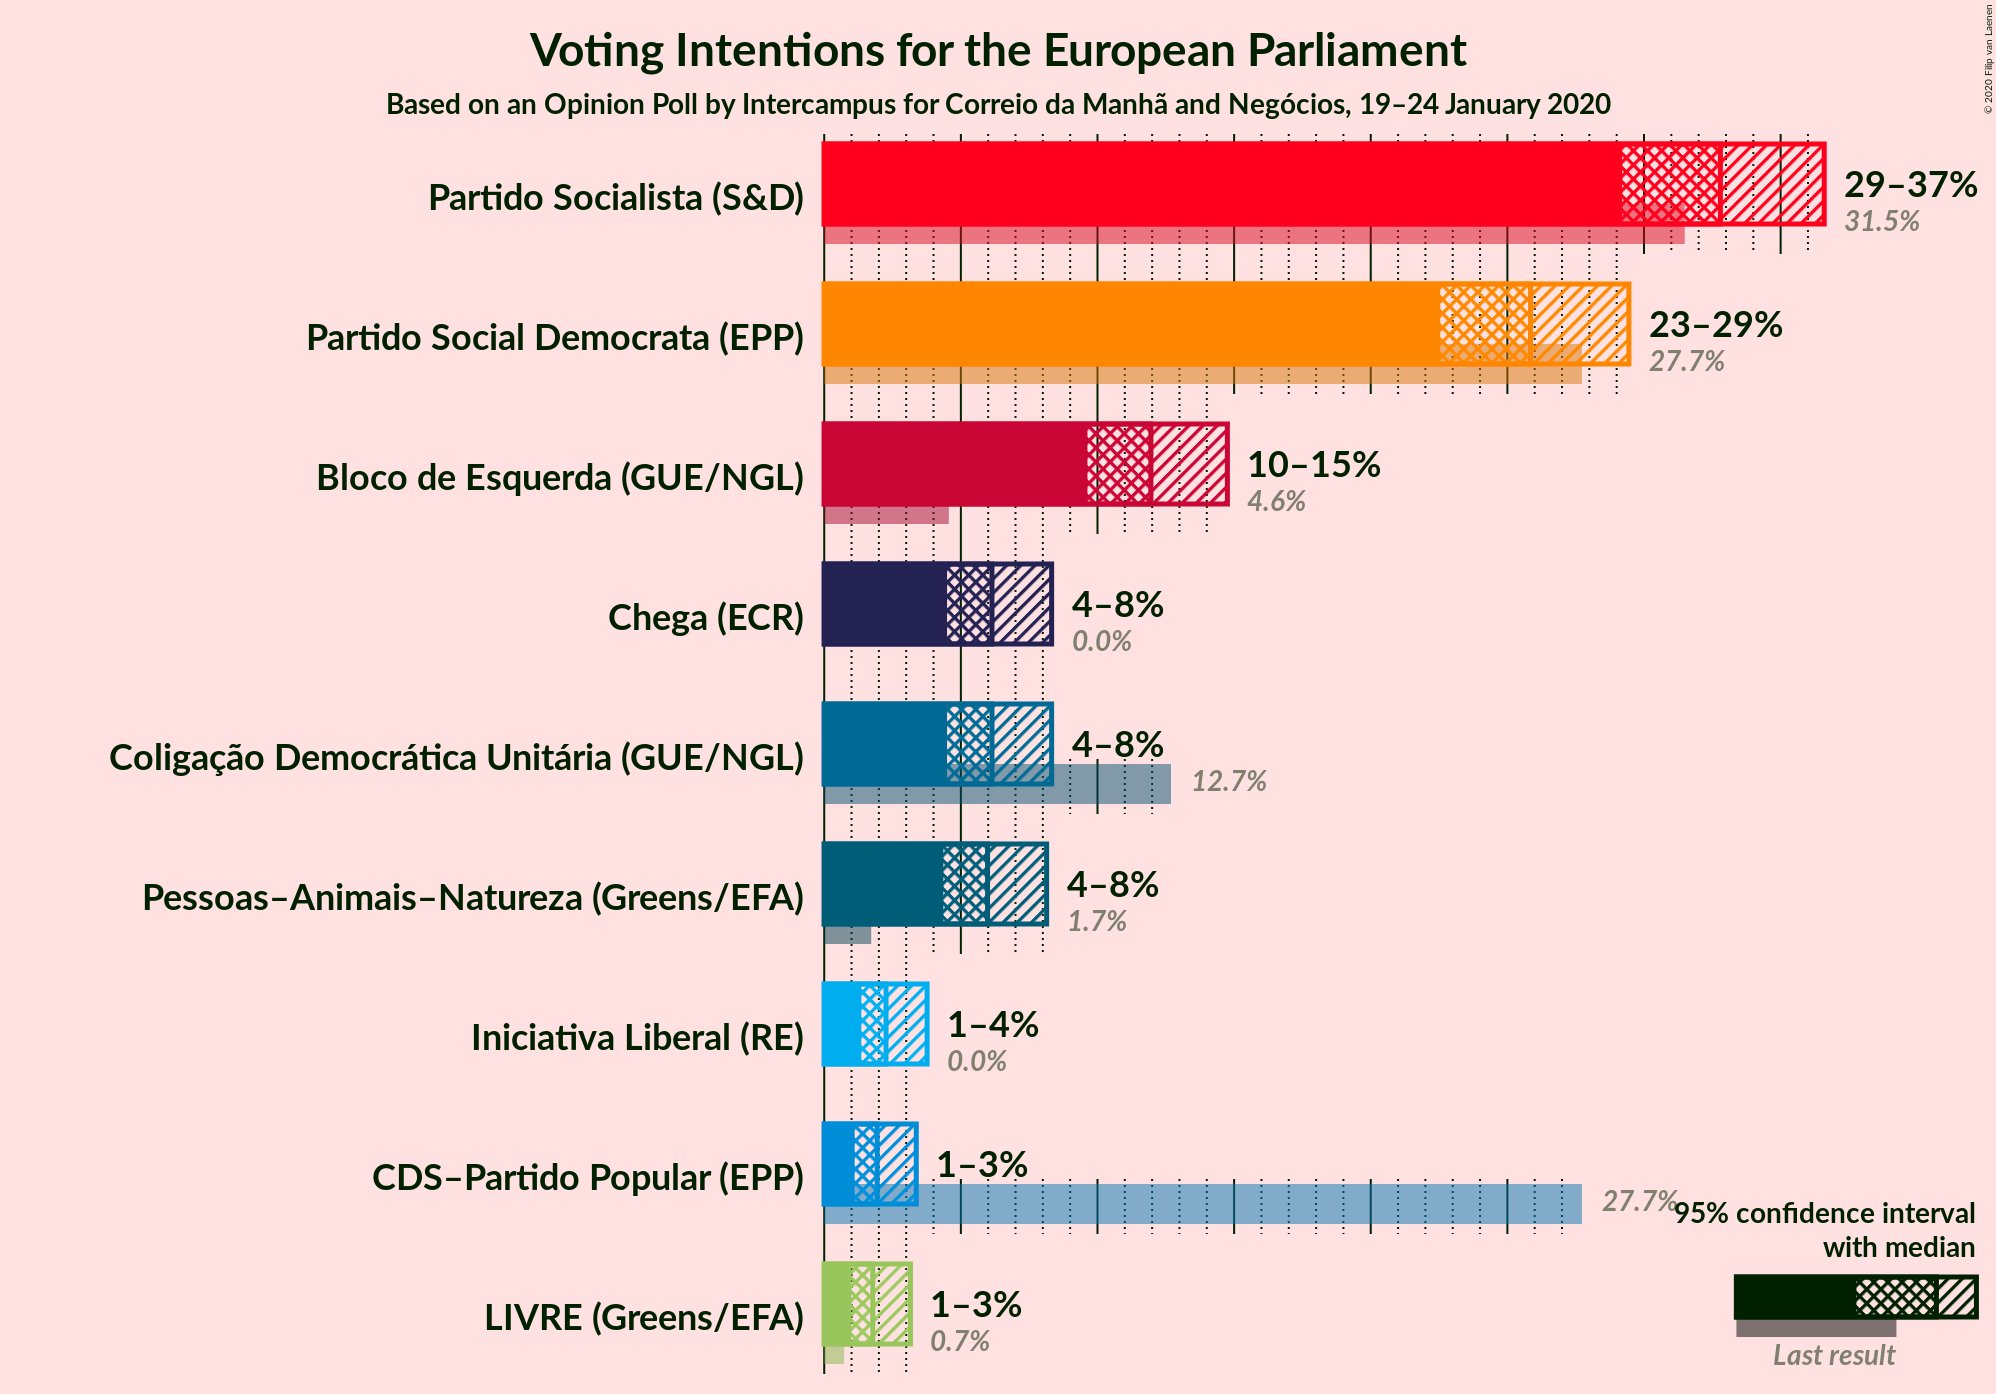 Voting Intentions for the European Parliament
Based on an Opinion Poll by Intercampus for Correio da Manhã and Negócios, 19–24 January 2020
© 2020 Filip van Laenen
Partido Socialista (S&D)
29–37%
31.5%
Partido Social Democrata (EPP)
23–29%
27.7%
Bloco de Esquerda (GUE/NGL)
10–15%
4.6%
Chega (ECR)
4–8%
0.0%
Coligação Democrática Unitária (GUE/NGL)
4–8%
12.7%
Pessoas–Animais–Natureza (Greens/EFA)
4–8%
1.7%
Iniciativa Liberal (RE)
1–4%
0.0%
CDS–Partido Popular (EPP)
1–3%
27.7%
LIVRE (Greens/EFA)
1–3%
0.7%
95% confidence interval
with median
Last result